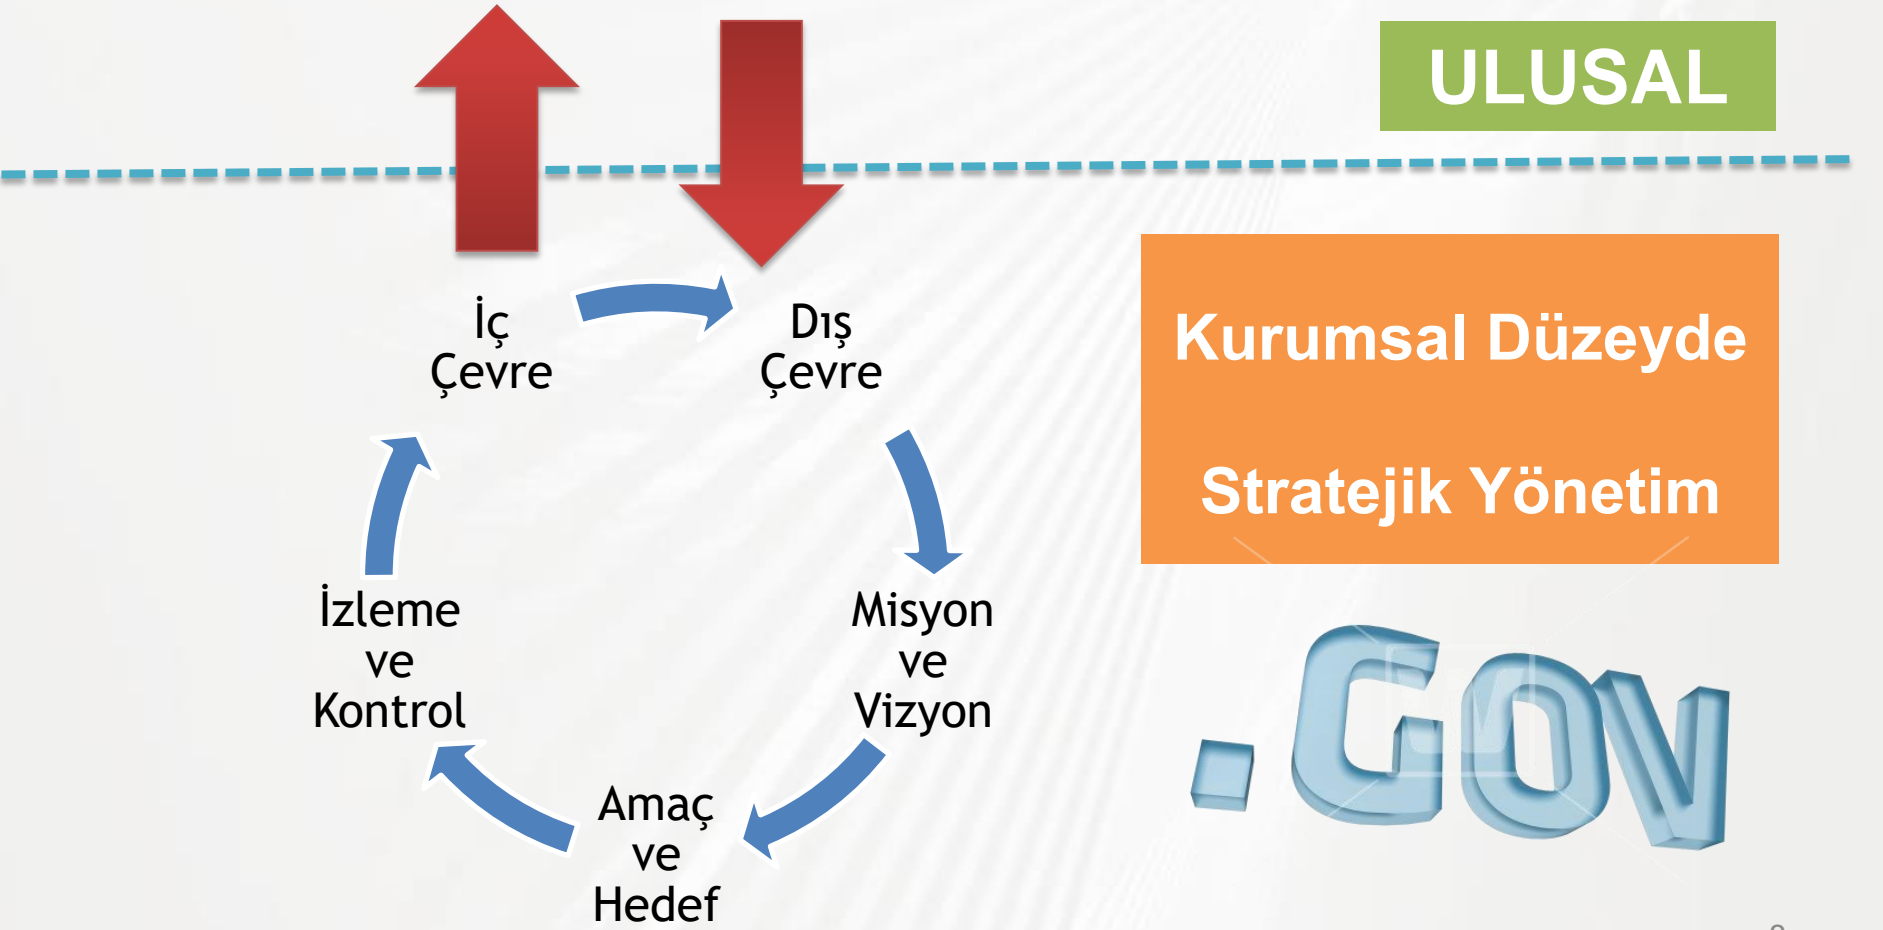 ULUSAL
İç
Çevre
Dış
Çevre
Kurumsal Düzeyde
Stratejik Yönetim
Misyon
ve
Vizyon
Amaç
ve
Hedef
İzleme
ve
Kontrol
.GOV